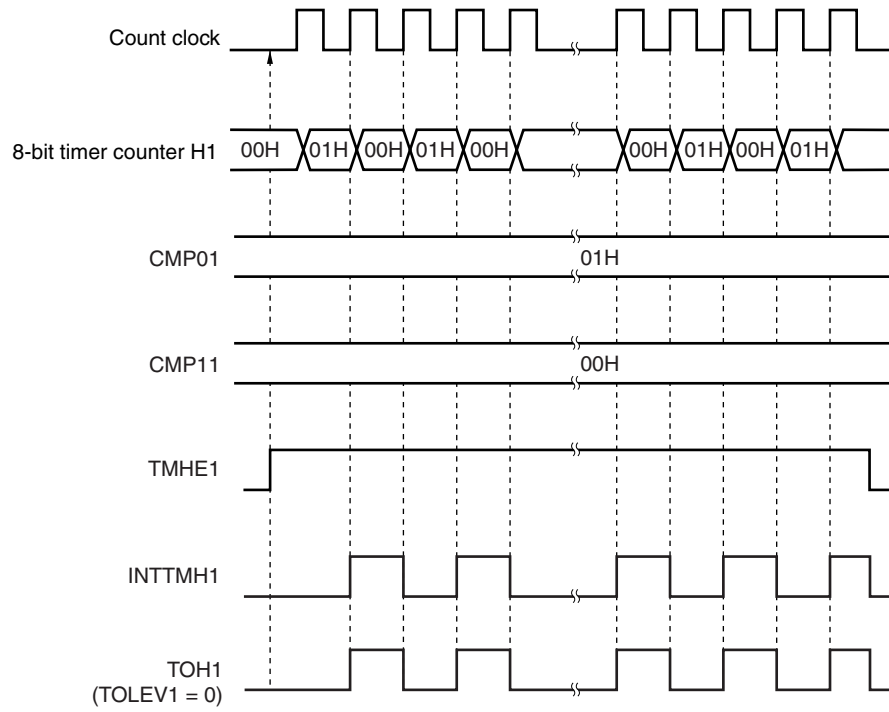 Count clock
8-bit timer counter H1 00H 01H 00H 01H 00H 00H 01H 00H 01H
CMP01 01H
CMP11 00H
TMHE1
INTTMH1
TOH1
(TOLEV1 = 0)